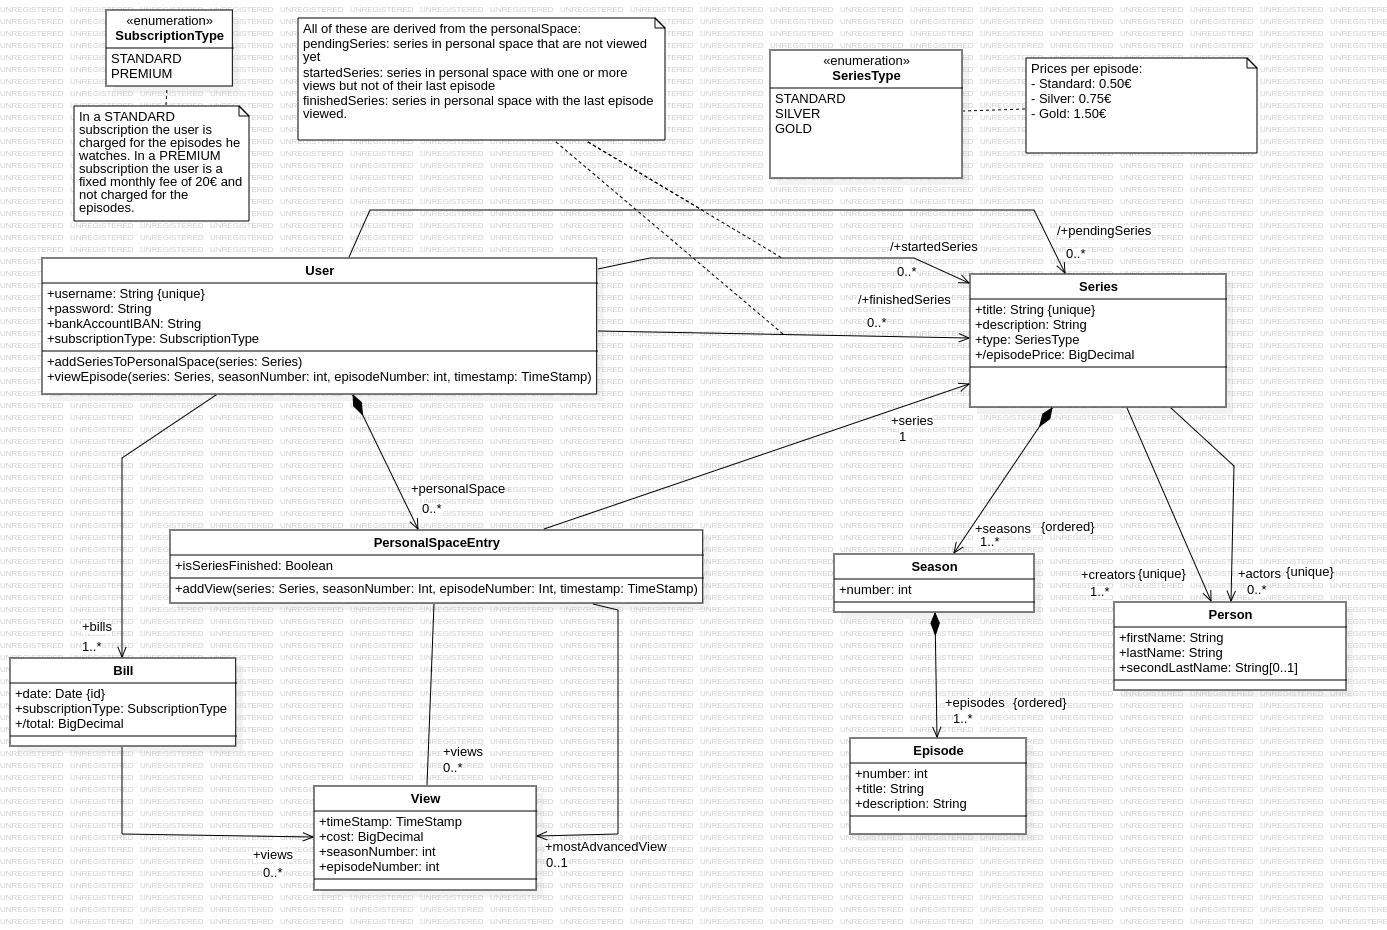 «enumeration»
SubscriptionType
STANDARD
PREMIUM
In a STANDARD
subscription the user is
charged for the episodes he
watches. In a PREMIUM
subscription the user is a
fixed monthly fee of 20€ and
not charged for the
episodes.
All of these are derived from the personalSpace:
pendingSeries: series in personal space that are not viewed
yet
startedSeries: series in personal space with one or more
views but not of their last episode
finishedSeries: series in personal space with the last episode
viewed.
«enumeration»
SeriesType
STANDARD
SILVER
GOLD
Prices per episode:
- Standard: 0.50€
- Silver: 0.75€
- Gold: 1.50€
/+pendingSeries
0..*
/+startedSeries
0..*
/+finishedSeries
0..*
User
+username: String {unique}
+password: String
+bankAccountIBAN: String
+subscriptionType: SubscriptionType
+addSeriesToPersonalSpace(series: Series)
+viewEpisode(series: Series, seasonNumber: int, episodeNumber: int, timestamp: TimeStamp)
Series
+title: String {unique}
+description: String
+type: SeriesType
+/episodePrice: BigDecimal
+series
1
+personalSpace
0..*
PersonalSpaceEntry
+isSeriesFinished: Boolean
+addView(series: Series, seasonNumber: Int, episodeNumber: Int, timestamp: TimeStamp)
+seasons {ordered}
1..*
Season
+number: int
+creators {unique}
1..*
+actors {unique}
0..*
Person
+firstName: String
+lastName: String
+secondLastName: String[0..1]
+bills
1..*
Bill
+date: Date {id}
+subscriptionType: SubscriptionType
+/total: BigDecimal
+episodes {ordered}
1..*
Episode
+number: int
+title: String
+description: String
+views
0..*
View
+timeStamp: TimeStamp
+cost: BigDecimal
+seasonNumber: int
+episodeNumber: int
+views
0..*
+mostAdvancedView
0..1
UNREGISTERED